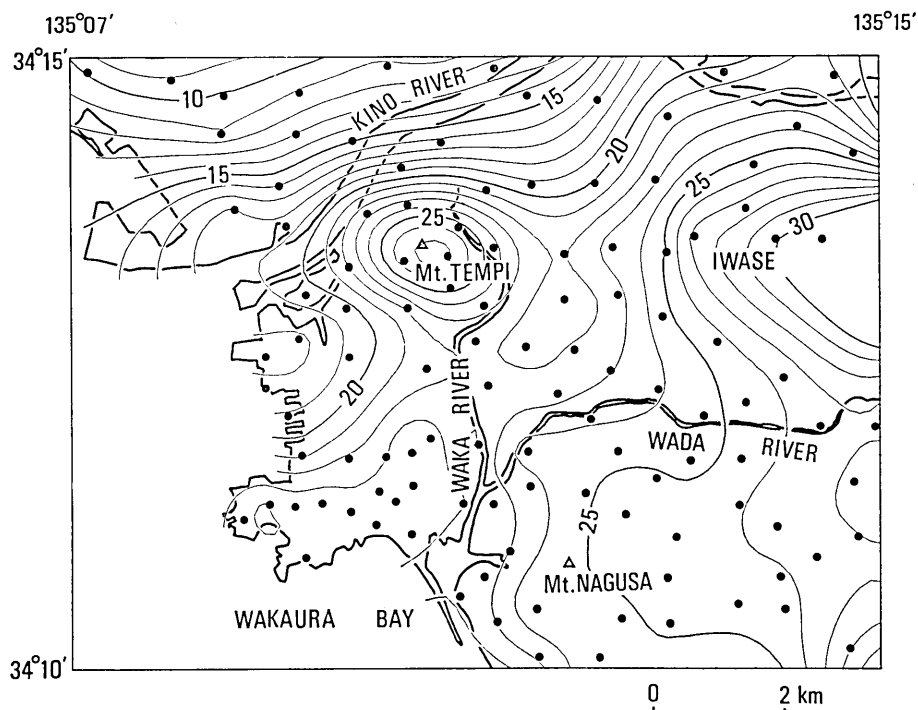 135°07′ 135°15′
34°15′
KINO RIVER
10
15
20
15
25
25
30
Mt. TEMPI
IWASE
20
WAKA RIVER
WADA RIVER
25
Mt. NAGUSA
WAKAURA BAY
34°10′
0 2 km